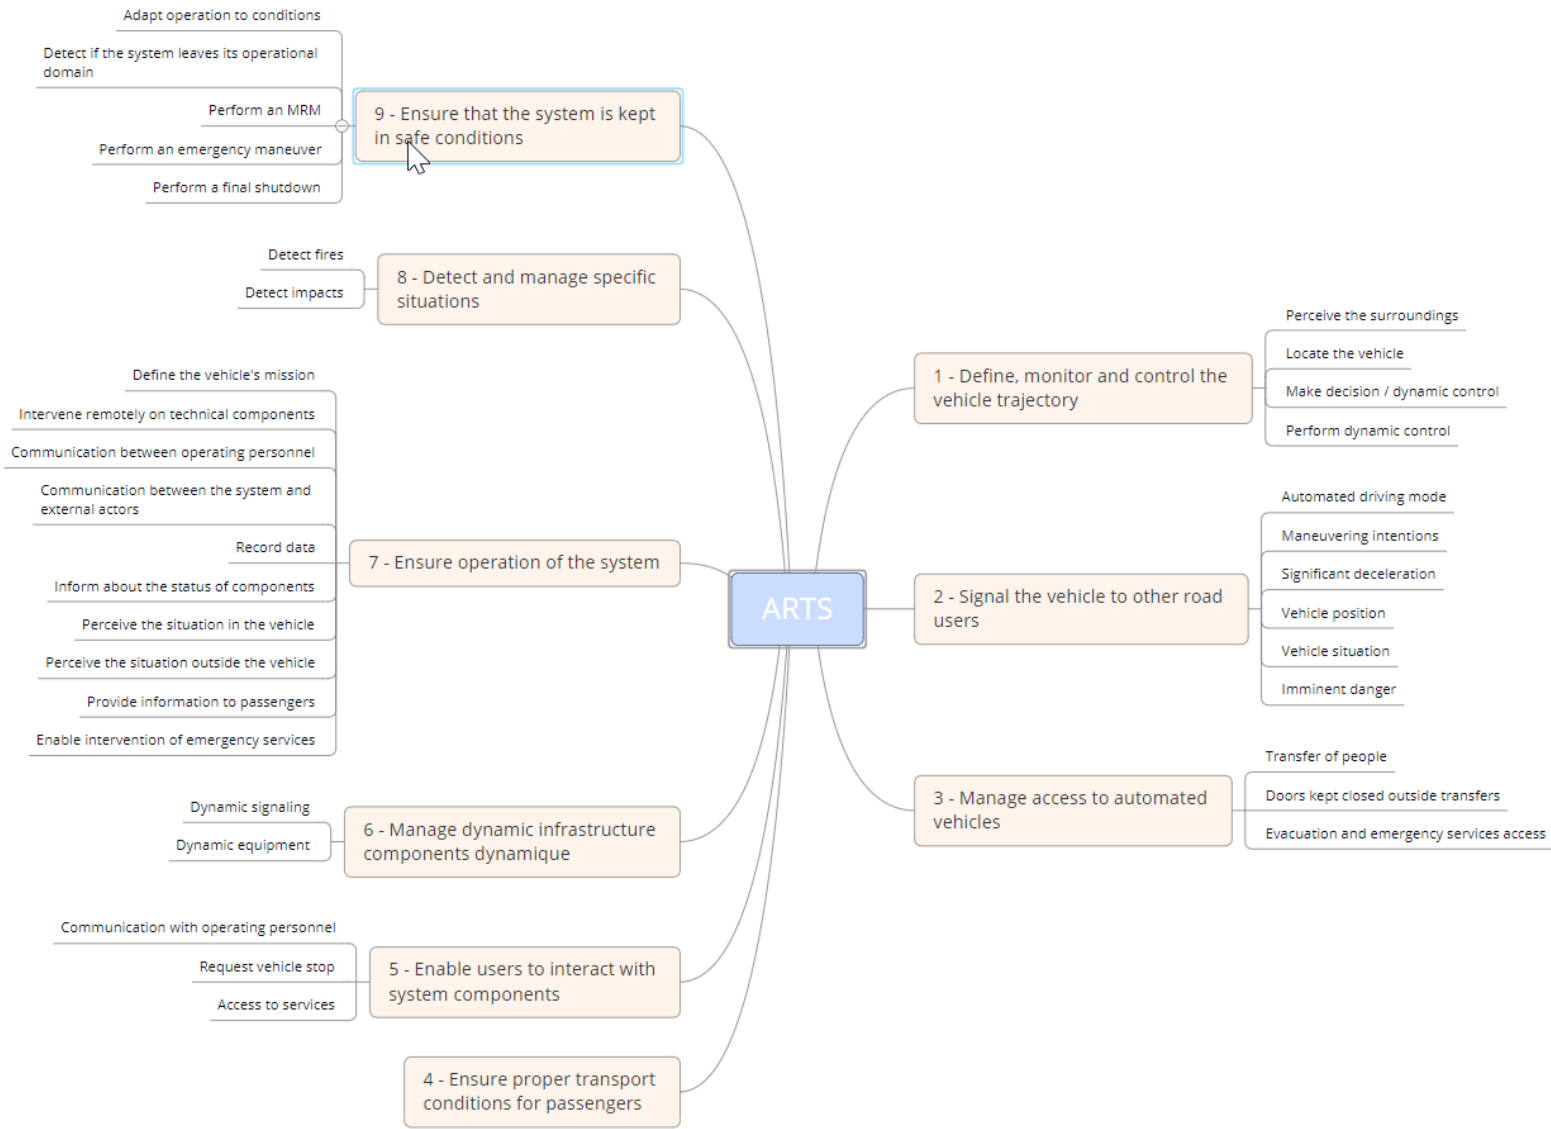 Adapt operation to conditions
Detect if the system leaves its operational
domain
Perform an MRM
Perform an emergency maneuver
Perform a final shutdown
9 - Ensure that the system is kept
in safe conditions
Detect fires
Detect impacts
8 - Detect and manage specific
situations
Define the vehicle's mission
Intervene remotely on technical components
Communication between operating personnel
Communication between the system and
external actors
Record data
Inform about the status of components
Perceive the situation in the vehicle
Perceive the situation outside the vehicle
Provide information to passengers
Enable intervention of emergency services
7 - Ensure operation of the system
Dynamic signaling
Dynamic equipment
6 - Manage dynamic infrastructure
components dynamique
Communication with operating personnel
Request vehicle stop
Access to services
5 - Enable users to interact with
system components
4 - Ensure proper transport
conditions for passengers
ARTS
1 - Define, monitor and control the
vehicle trajectory
Perceive the surroundings
Locate the vehicle
Make decision / dynamic control
Perform dynamic control
2 - Signal the vehicle to other road
users
Automated driving mode
Maneuvering intentions
Significant deceleration
Vehicle position
Vehicle situation
Imminent danger
3 - Manage access to automated
vehicles
Transfer of people
Doors kept closed outside transfers
Evacuation and emergency services access